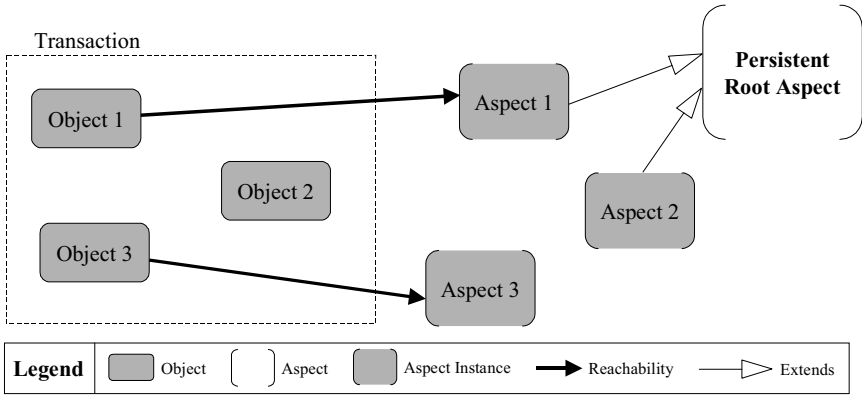 Transaction
Persistent
Root Aspect
Object 1
Aspect 1
Object 2
Aspect 2
Object 3
Aspect 3
Legend
Object
Aspect
Aspect Instance
Reachability
Extends